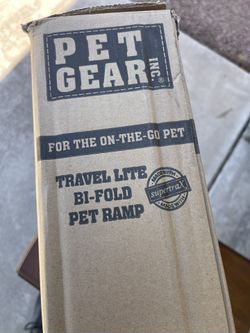 PET
GEAR INC.
FOR THE ON-THE-GO PET
TRAVEL LITE
BI-FOLD
PET RAMP
supertraX